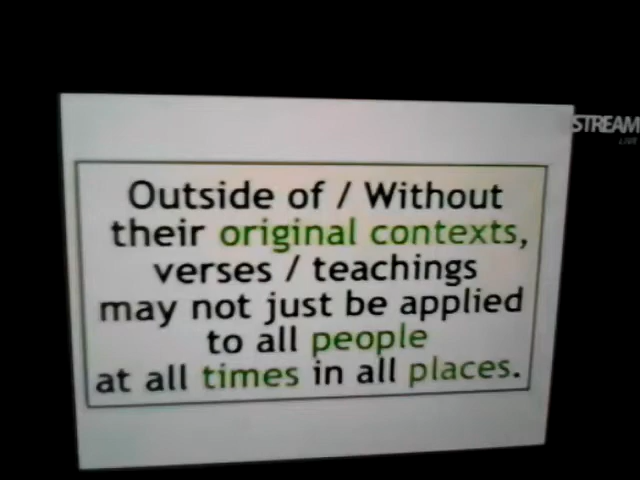 STREAM
LIVE
Outside of / Without
their original contexts,
verses / teachings
may not just be applied
to all people
at all times in all places.